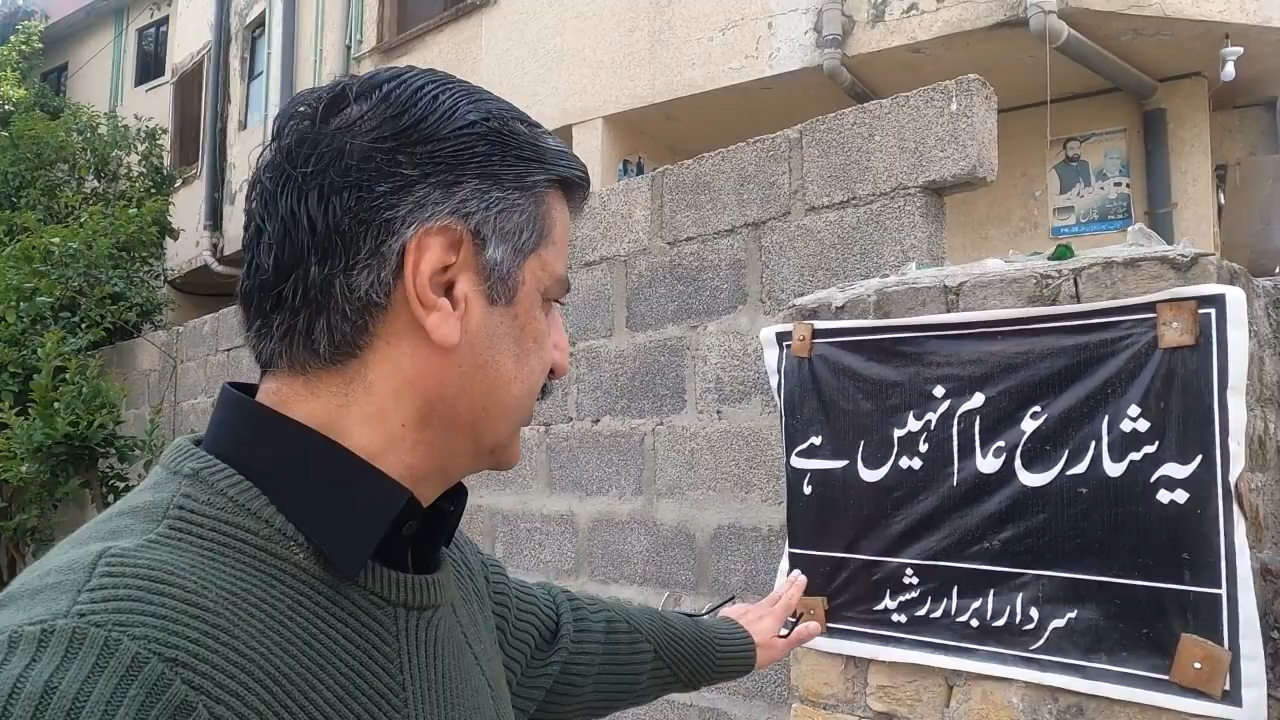 یہ شارع عام نہیں ہے
سردار ابرار رشید